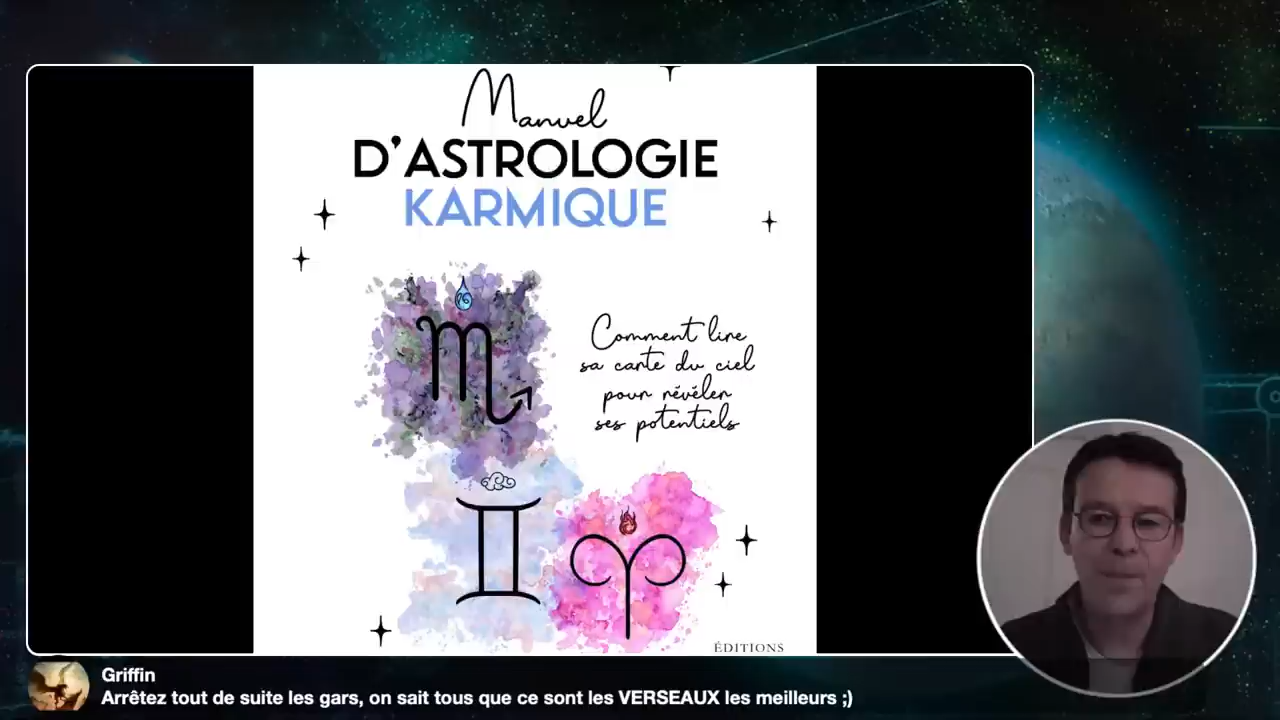 Manuel
D'ASTROLOGIE
KARMIQUE
Comment lire
sa carte du ciel
pour révéler
ses potentiels
ÉDITIONS
Griffin
Arrêtez tout de suite les gars, on sait tous que ce sont les VERSEAUX les meilleurs ;)